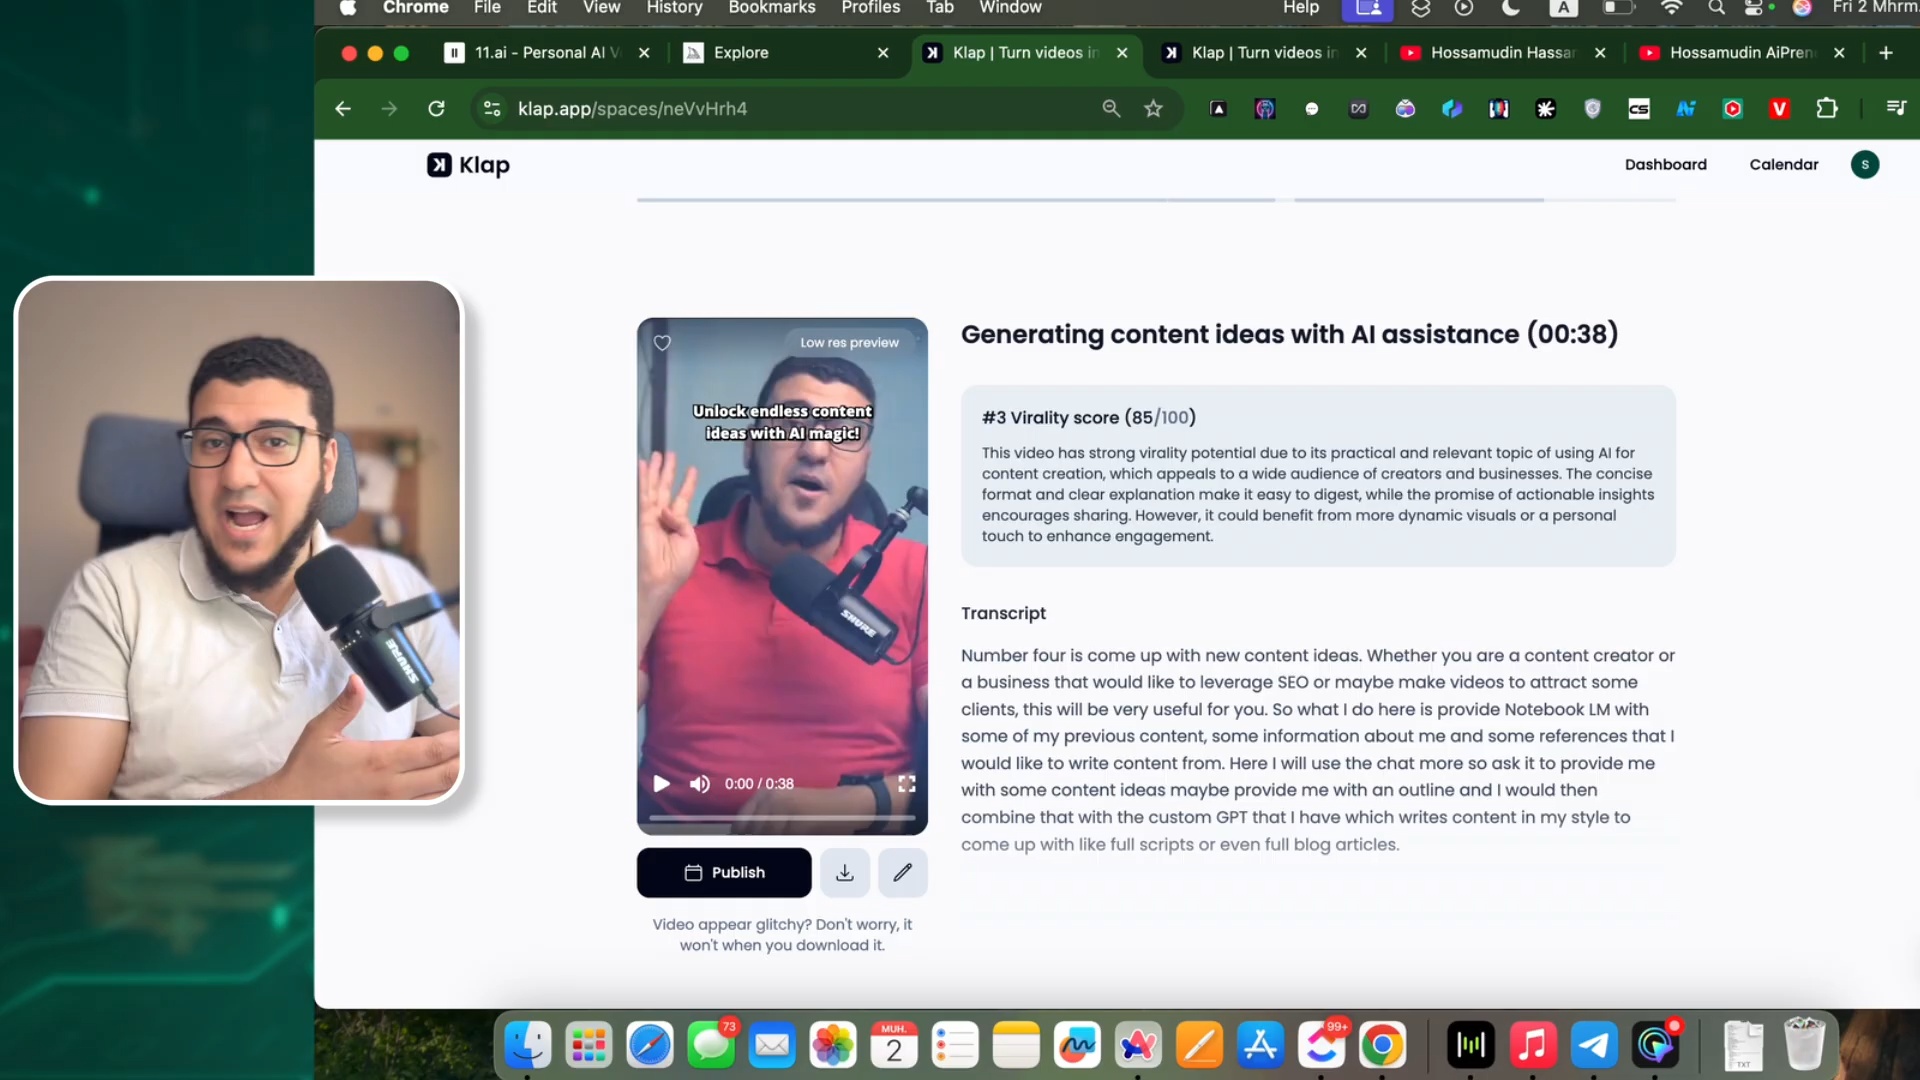 Chrome File Edit View History Bookmarks Profiles Tab Window Help A Fri 2 Mhrm.
11.ai - Personal AI V
Explore
Klap | Turn videos in
Klap | Turn videos in
Hossamudin Hassan
Hossamudin AiPren
klap.app/spaces/neVvHrh4
CS
V
Klap
Dashboard
Calendar
S
Low res preview
Unlock endless content
ideas with AI magic!
SHURE
SHURE
0:00 / 0:38
Publish
Video appear glitchy? Don't worry, it
won't when you download it.
Generating content ideas with AI assistance (00:38)
#3 Virality score (85/100)
This video has strong virality potential due to its practical and relevant topic of using AI for
content creation, which appeals to a wide audience of creators and businesses. The concise
format and clear explanation make it easy to digest, while the promise of actionable insights
encourages sharing. However, it could benefit from more dynamic visuals or a personal
touch to enhance engagement.
Transcript
Number four is come up with new content ideas. Whether you are a content creator or
a business that would like to leverage SEO or maybe make videos to attract some
clients, this will be very useful for you. So what I do here is provide Notebook LM with
some of my previous content, some information about me and some references that I
would like to write content from. Here I will use the chat more so ask it to provide me
with some content ideas maybe provide me with an outline and I would then
combine that with the custom GPT that I have which writes content in my style to
come up with like full scripts or even full blog articles.
73
MUH.
2
99+
TXT